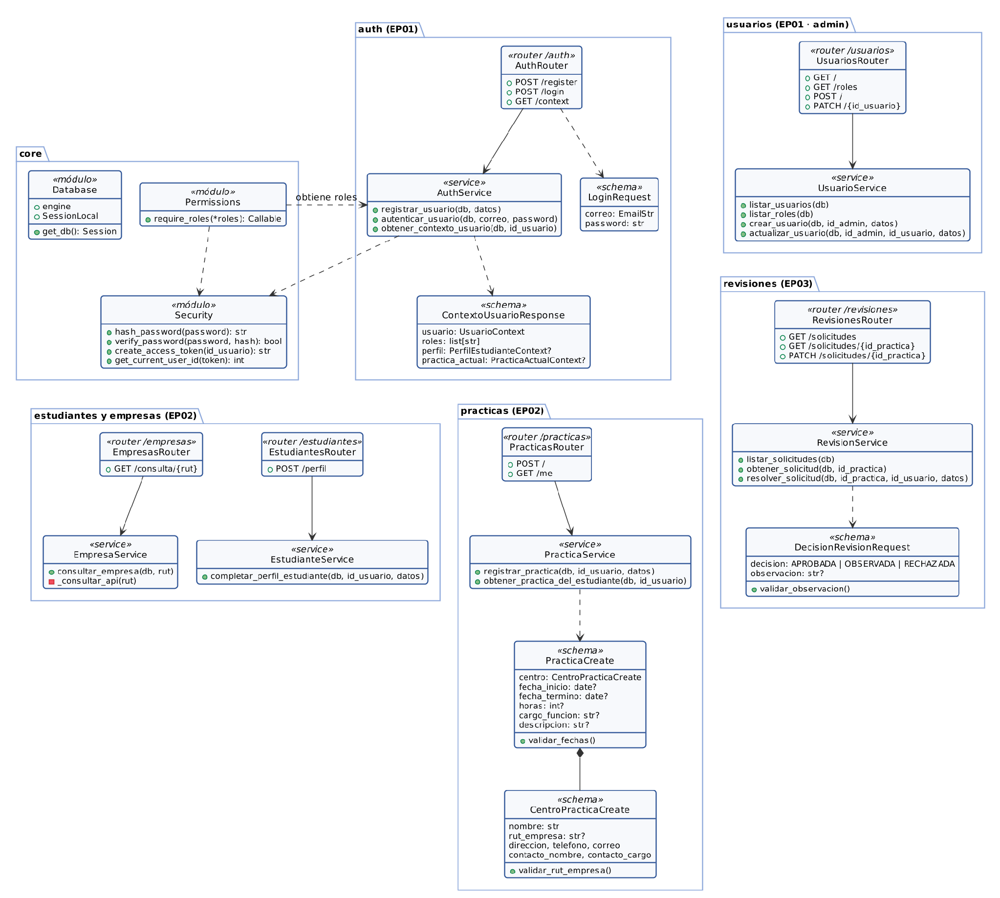 auth (EP01)
«router /auth»
AuthRouter
POST /register
POST /login
GET /context
«service»
AuthService
registrar_usuario(db, datos)
autenticar_usuario(db, correo, password)
obtener_contexto_usuario(db, id_usuario)
«schema»
LoginRequest
correo: EmailStr
password: str
«schema»
ContextoUsuarioResponse
usuario: UsuarioContext
roles: list[str]
perfil: PerfilEstudianteContext?
practica_actual: PracticaActualContext?
usuarios (EP01 · admin)
«router /usuarios»
UsuariosRouter
GET /
GET /roles
POST /
PATCH /{id_usuario}
«service»
UsuarioService
listar_usuarios(db)
listar_roles(db)
crear_usuario(db, id_admin, datos)
actualizar_usuario(db, id_admin, id_usuario, datos)
core
«módulo»
Database
engine
SessionLocal
get_db(): Session
«módulo»
Permissions
require_roles(*roles): Callable
obtiene roles
«módulo»
Security
hash_password(password): str
verify_password(password, hash): bool
create_access_token(id_usuario): str
get_current_user_id(token): int
revisiones (EP03)
«router /revisiones»
RevisionesRouter
GET /solicitudes
GET /solicitudes/{id_practica}
PATCH /solicitudes/{id_practica}
«service»
RevisionService
listar_solicitudes(db)
obtener_solicitud(db, id_practica)
resolver_solicitud(db, id_practica, id_usuario, datos)
«schema»
DecisionRevisionRequest
decision: APROBADA | OBSERVADA | RECHAZADA
observacion: str?
validar_observacion()
estudiantes y empresas (EP02)
«router /empresas»
EmpresasRouter
GET /consulta/{rut}
«router /estudiantes»
EstudiantesRouter
POST /perfil
«service»
EmpresaService
consultar_empresa(db, rut)
_consultar_api(rut)
«service»
EstudianteService
completar_perfil_estudiante(db, id_usuario, datos)
practicas (EP02)
«router /practicas»
PracticasRouter
POST /
GET /me
«service»
PracticaService
registrar_practica(db, id_usuario, datos)
obtener_practica_del_estudiante(db, id_usuario)
«schema»
PracticaCreate
centro: CentroPracticaCreate
fecha_inicio: date?
fecha_termino: date?
horas: int?
cargo_funcion: str?
descripcion: str?
validar_fechas()
«schema»
CentroPracticaCreate
nombre: str
rut_empresa: str?
direccion, telefono, correo
contacto_nombre, contacto_cargo
validar_rut_empresa()